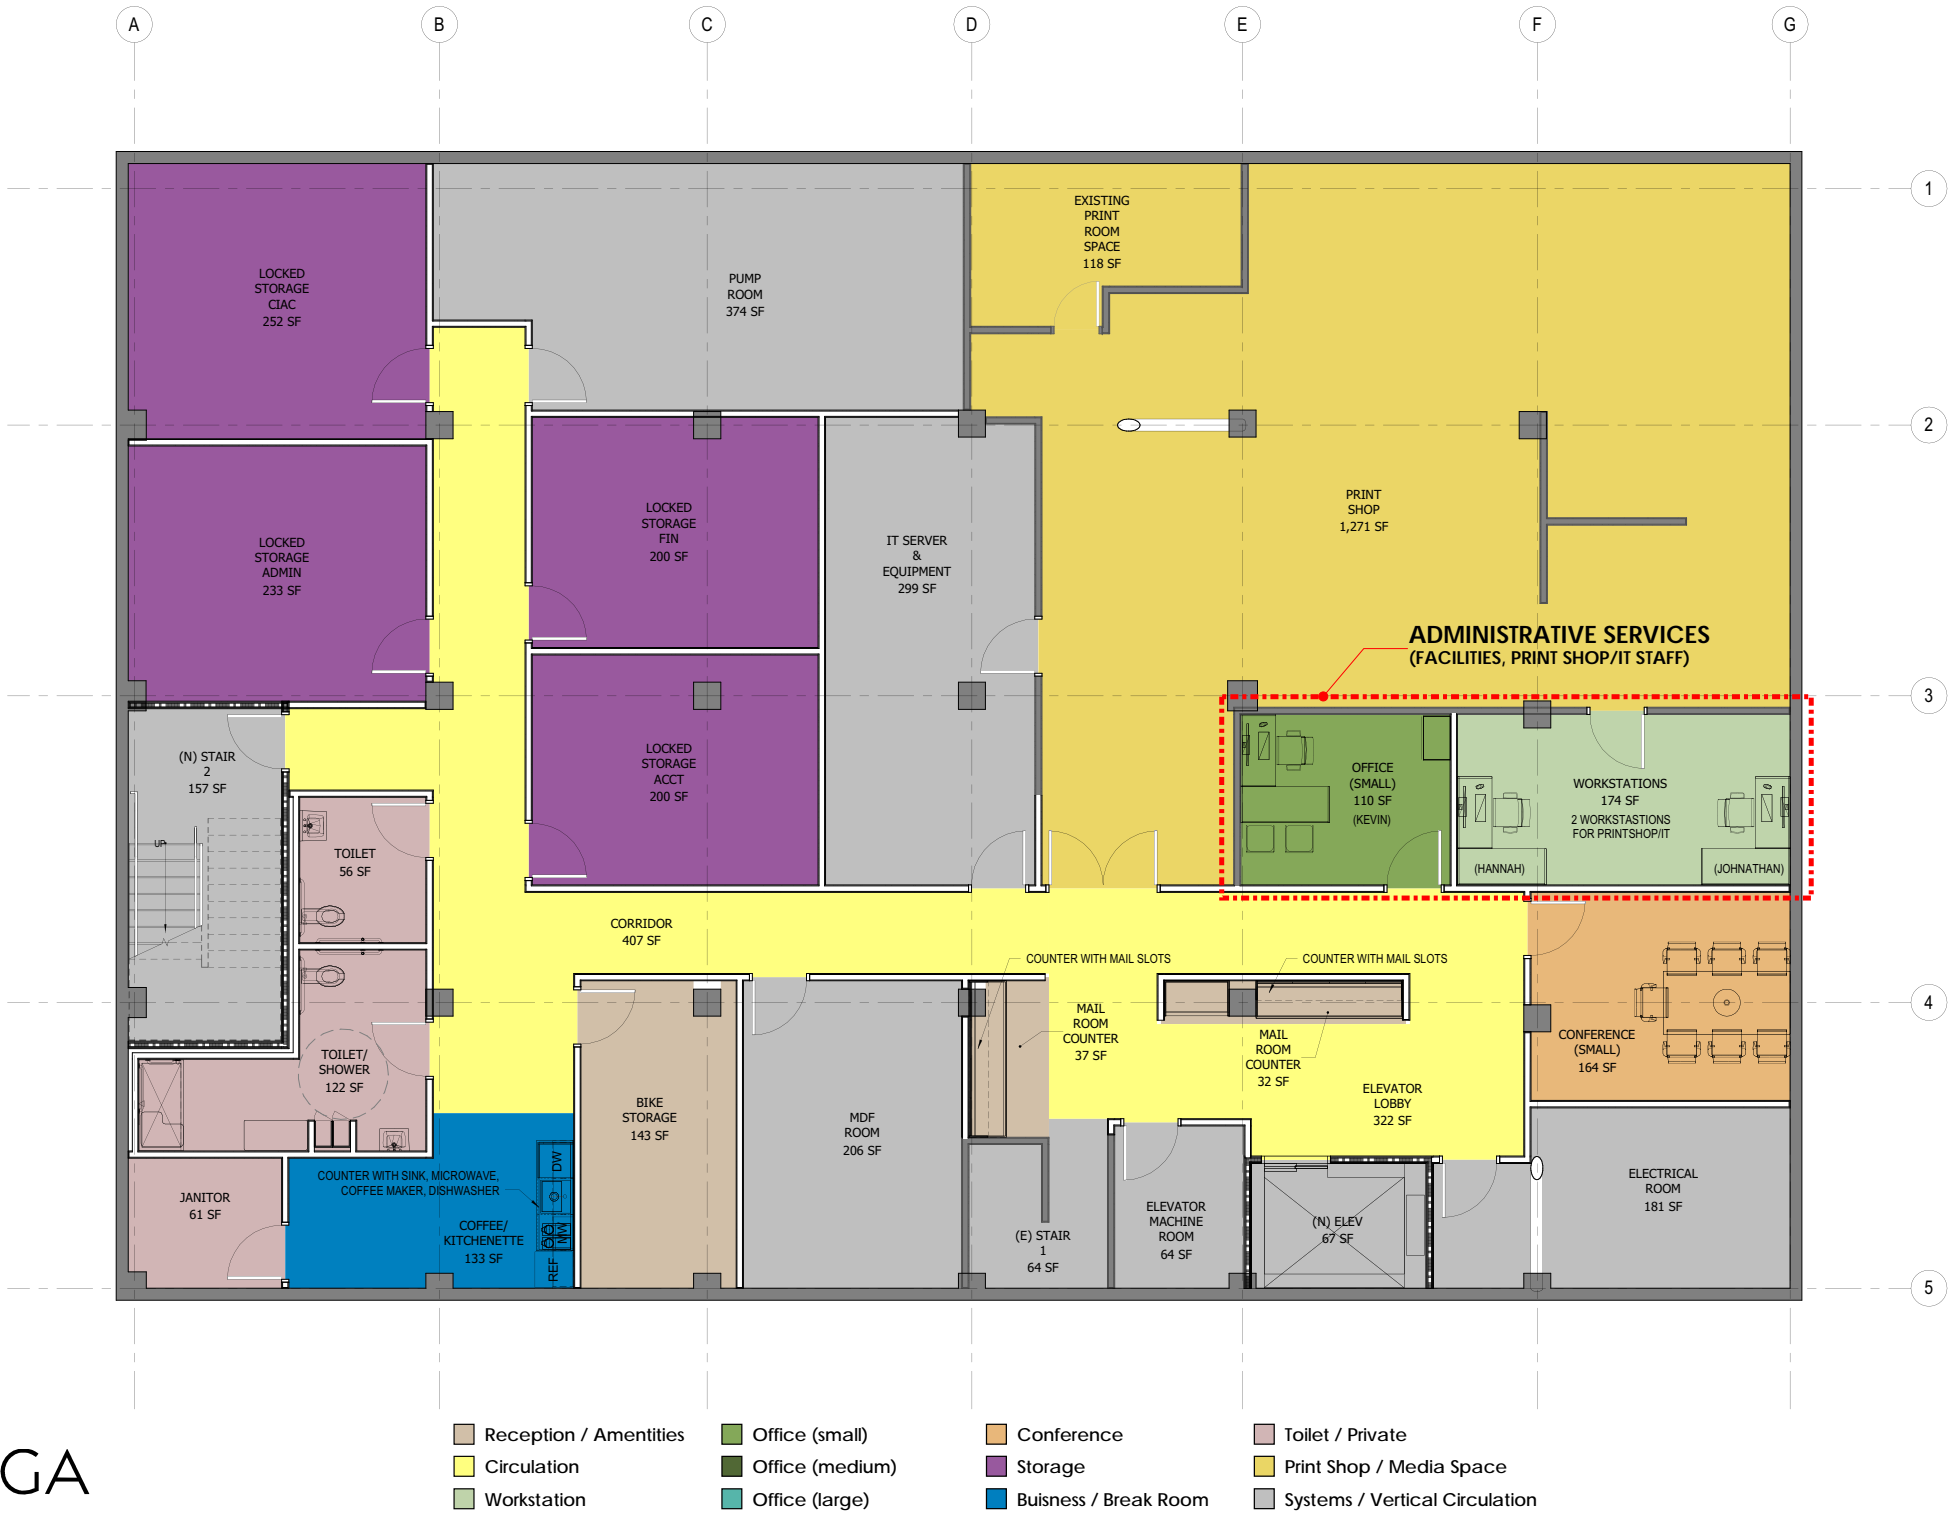 A
B
C
D
E
F
G
1
2
3
4
5
LOCKED
STORAGE
CIAC
252 SF
PUMP
ROOM
374 SF
EXISTING
PRINT
ROOM
SPACE
118 SF
LOCKED
STORAGE
ADMIN
233 SF
LOCKED
STORAGE
FIN
200 SF
IT SERVER
&
EQUIPMENT
299 SF
PRINT
SHOP
1,271 SF
ADMINISTRATIVE SERVICES
(FACILITIES, PRINT SHOP/IT STAFF)
(N) STAIR
2
157 SF
UP
LOCKED
STORAGE
ACCT
200 SF
OFFICE
(SMALL)
110 SF
(KEVIN)
WORKSTATIONS
174 SF
2 WORKSTASTIONS
FOR PRINTSHOP/IT
(HANNAH)
(JOHNATHAN)
TOILET
56 SF
CORRIDOR
407 SF
COUNTER WITH MAIL SLOTS
COUNTER WITH MAIL SLOTS
MAIL
ROOM
COUNTER
37 SF
MAIL
ROOM
COUNTER
32 SF
CONFERENCE
(SMALL)
164 SF
TOILET/
SHOWER
122 SF
BIKE
STORAGE
143 SF
MDF
ROOM
206 SF
ELEVATOR
LOBBY
322 SF
JANITOR
61 SF
COUNTER WITH SINK, MICROWAVE,
COFFEE MAKER, DISHWASHER
COFFEE/
KITCHENETTE
133 SF
DW
MW
REF
(E) STAIR
1
64 SF
ELEVATOR
MACHINE
ROOM
64 SF
(N) ELEV
67 SF
ELECTRICAL
ROOM
181 SF
Reception / Amentities
Circulation
Workstation
Office (small)
Office (medium)
Office (large)
Conference
Storage
Buisness / Break Room
Toilet / Private
Print Shop / Media Space
Systems / Vertical Circulation
GA